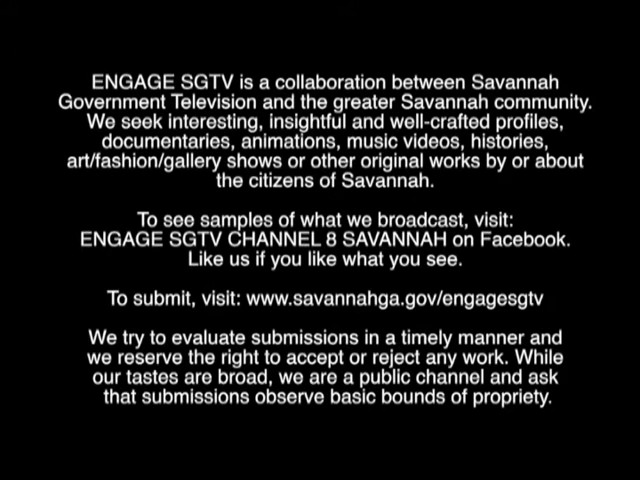 ENGAGE SGTV is a collaboration between Savannah
Government Television and the greater Savannah community.
We seek interesting, insightful and well-crafted profiles,
documentaries, animations, music videos, histories,
art/fashion/gallery shows or other original works by or about
the citizens of Savannah.
To see samples of what we broadcast, visit:
ENGAGE SGTV CHANNEL 8 SAVANNAH on Facebook.
Like us if you like what you see.
To submit, visit: www.savannahga.gov/engagesgtv
We try to evaluate submissions in a timely manner and
we reserve the right to accept or reject any work. While
our tastes are broad, we are a public channel and ask
that submissions observe basic bounds of propriety.